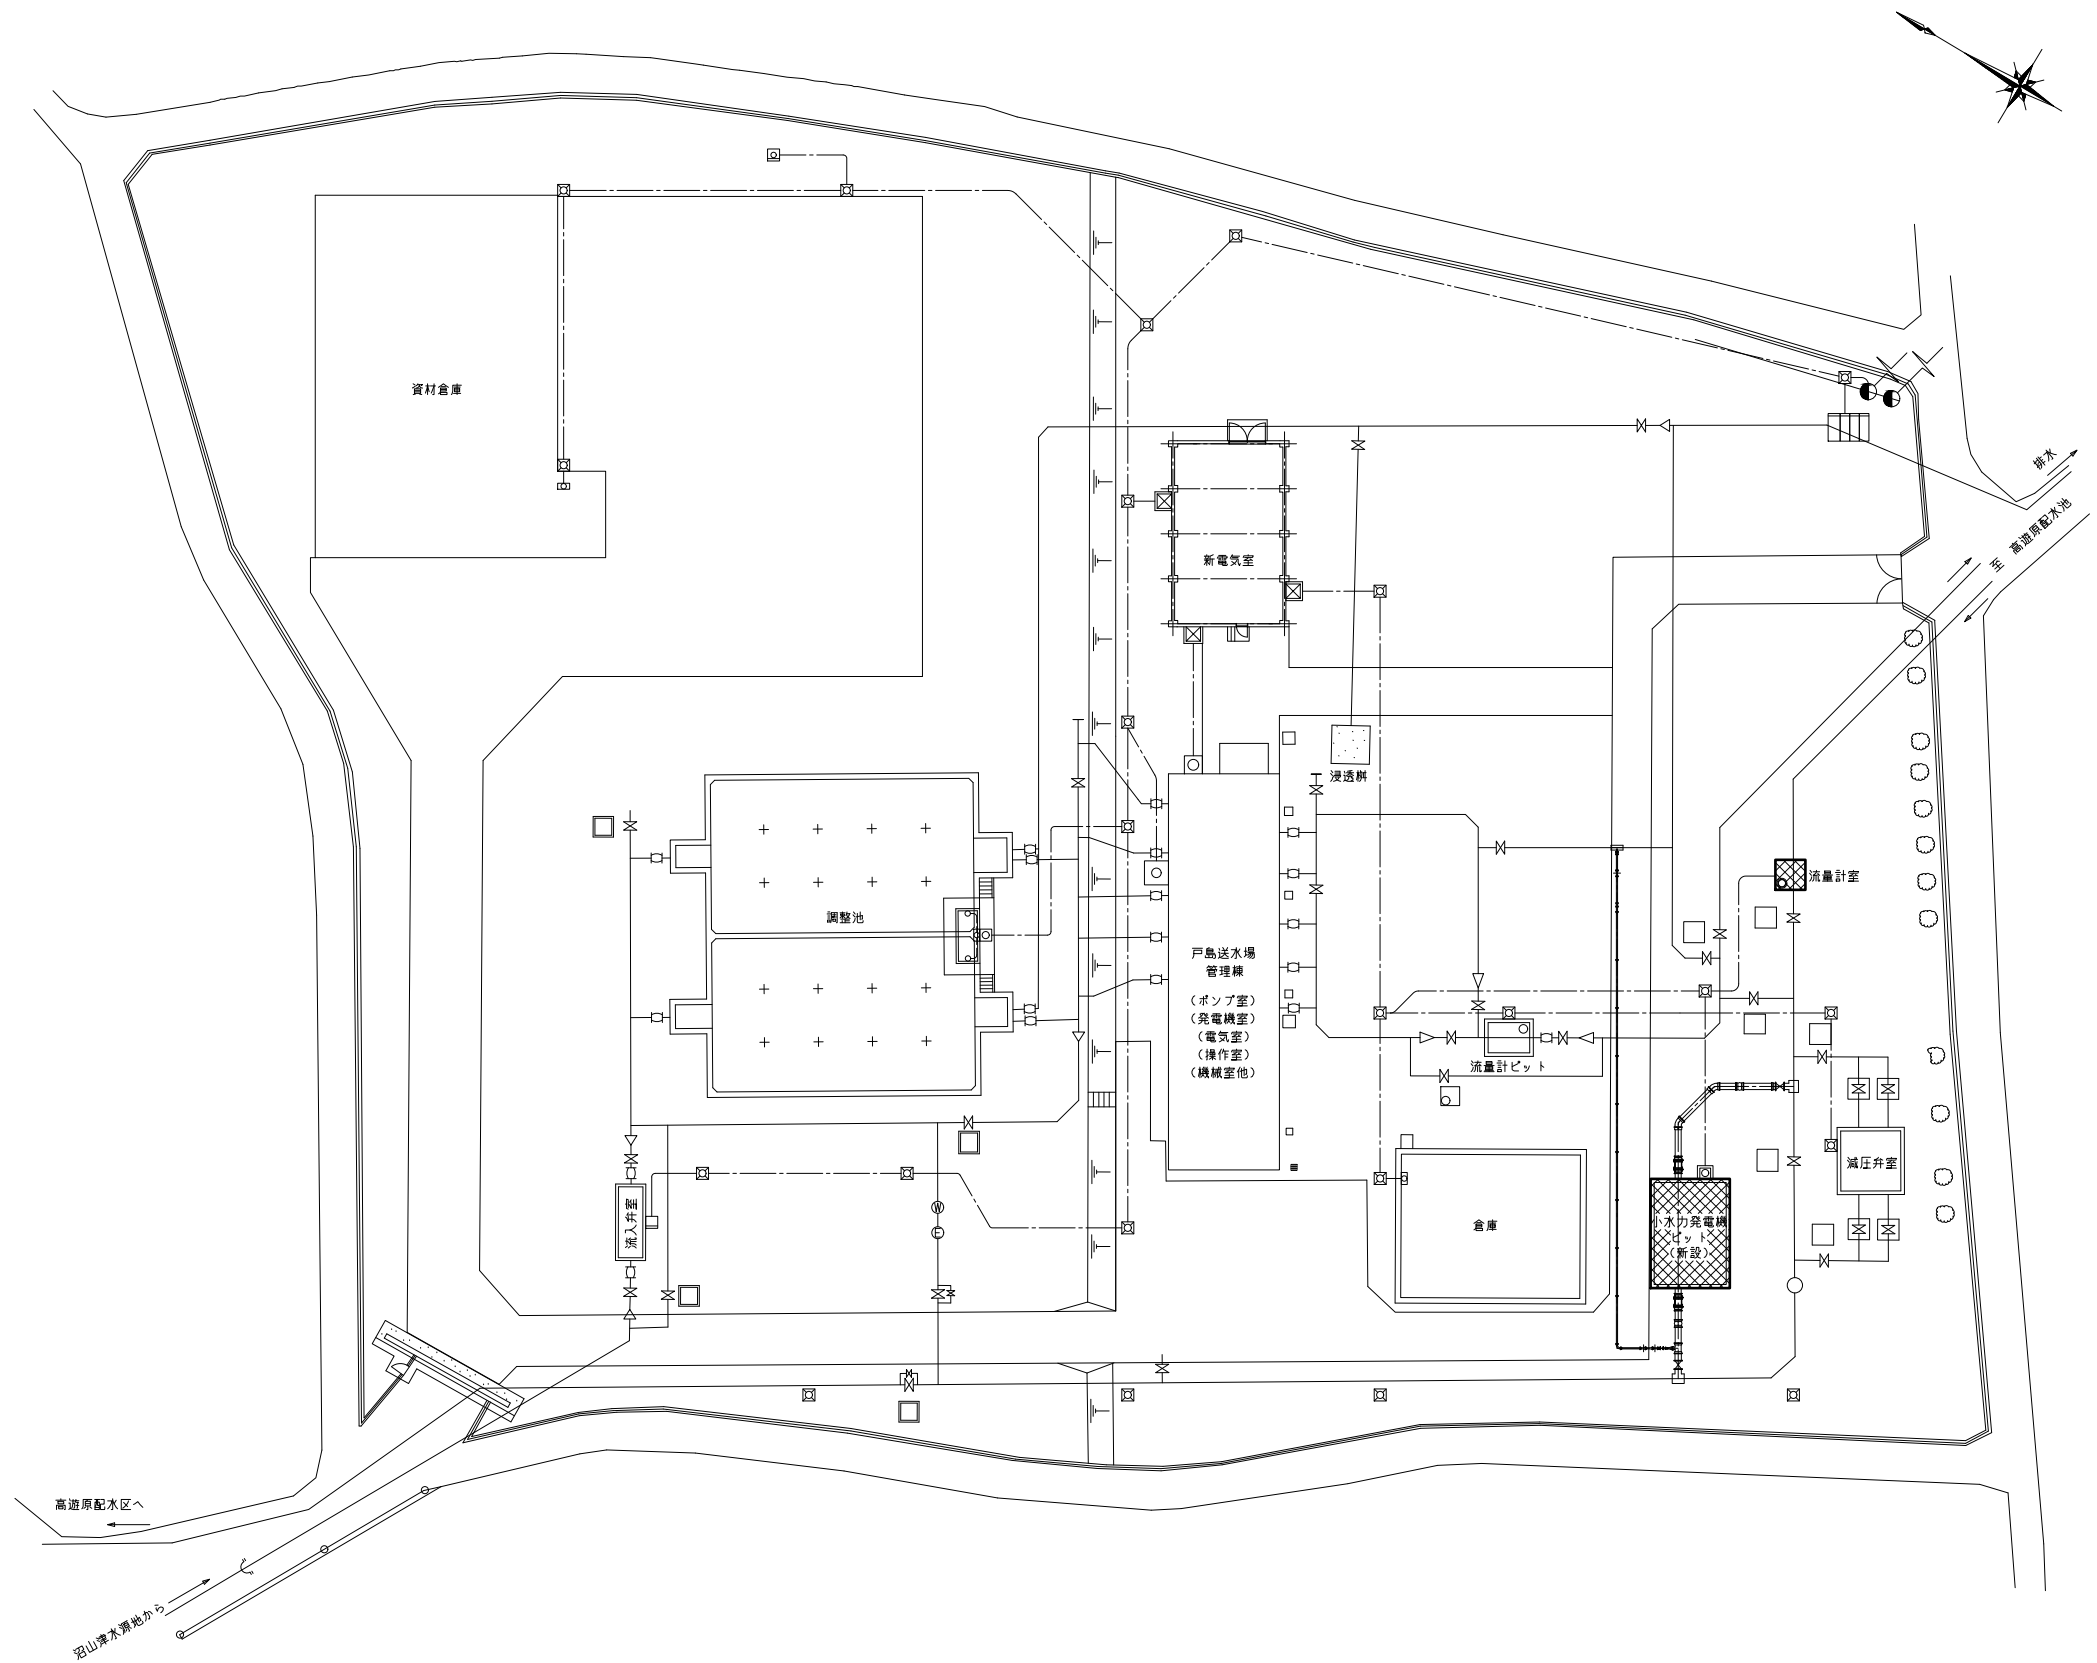 資材倉庫
排水
至 高遊原配水池
新電気室
浸透桝
流量計室
調整池
戸島送水場
管理棟
（ポンプ室）
（発電機室）
（電気室）
（操作室）
（機械室他）
流量計ピット
減圧弁室
流入弁室
W
E
倉庫
小水力発電機
ピット
（新設）
高遊原配水区へ
沼山津水源地から